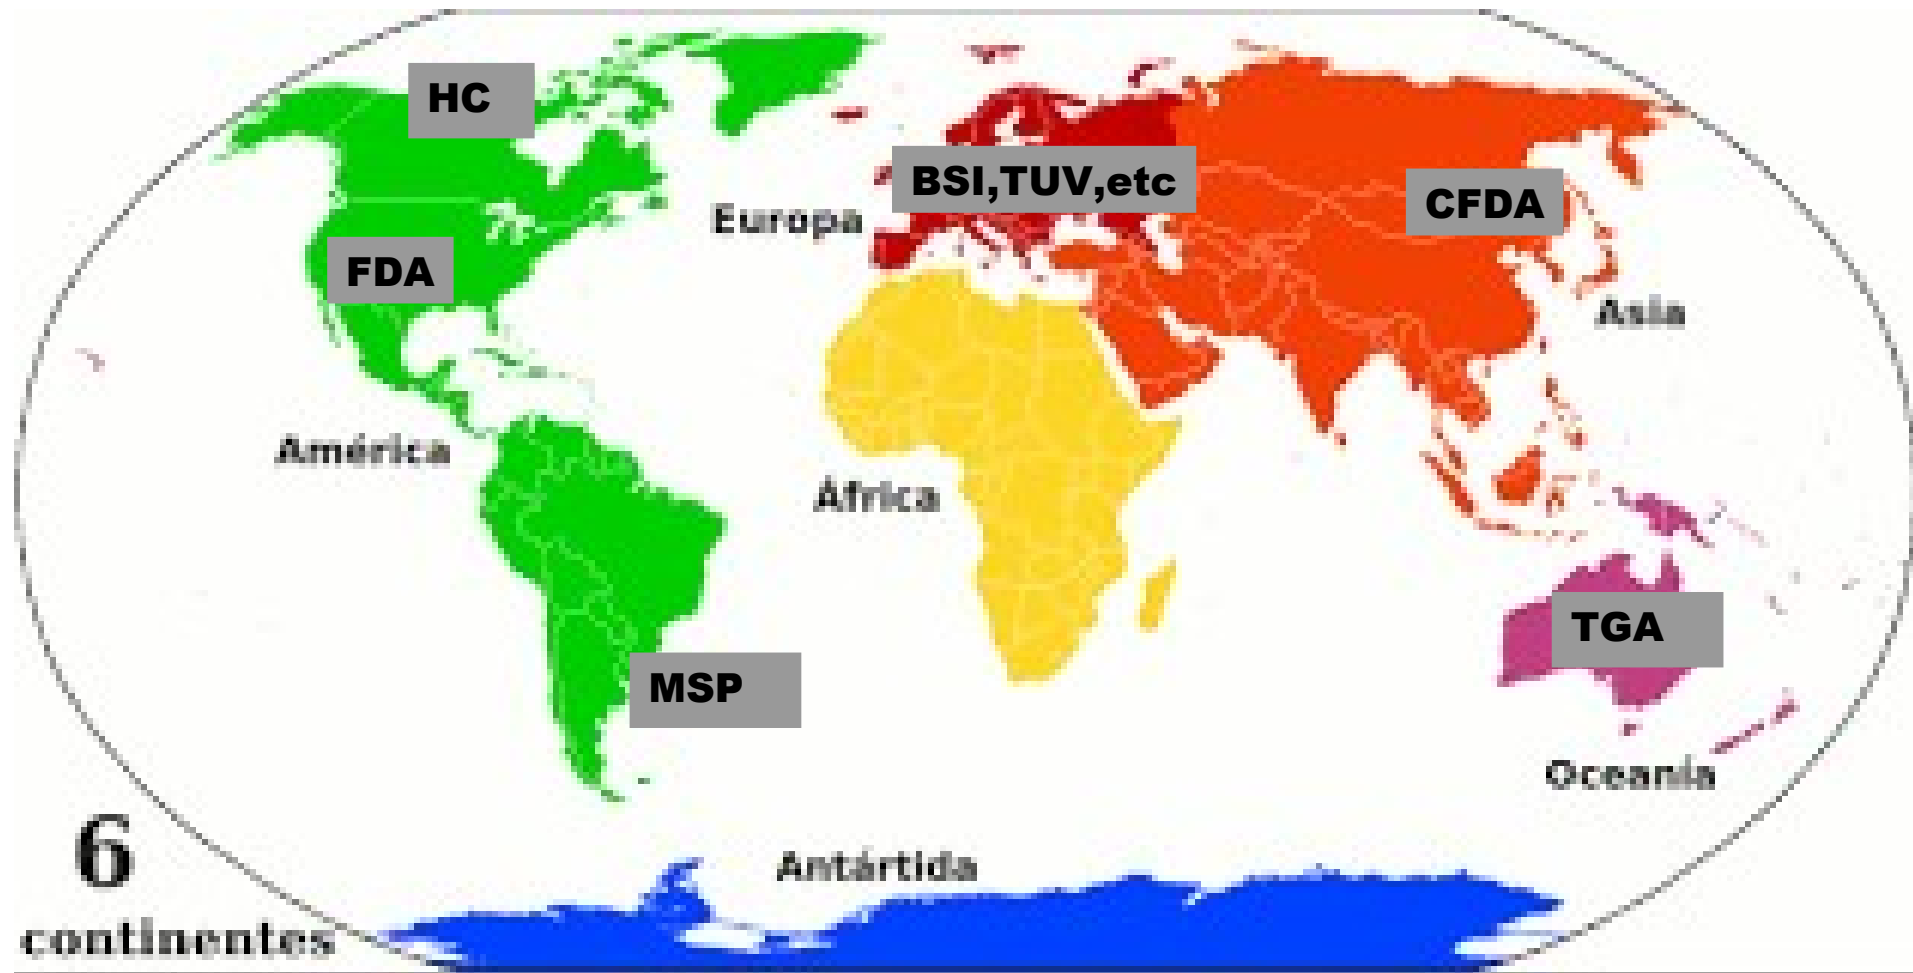 HC
BSI,TUV,etc
CFDA
Europa
FDA
Asia
América
África
TGA
MSP
Oceanía
6
continentes
Antártida